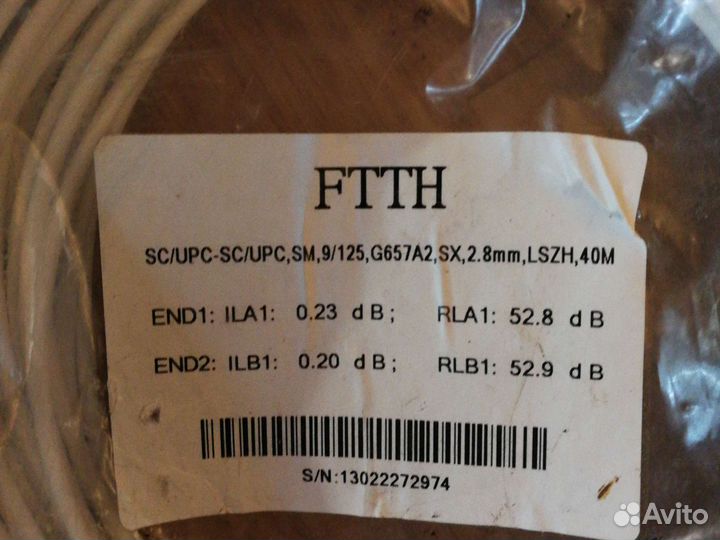 FTTH
SC/UPC-SC/UPC,SM,9/125,G657A2,SX,2.8mm,LSZH,40M
END1: ILA1: 0.23 dB; RLA1: 52.8 dB
END2: ILB1: 0.20 dB; RLB1: 52.9 dB
S/N:13022272974
Avito